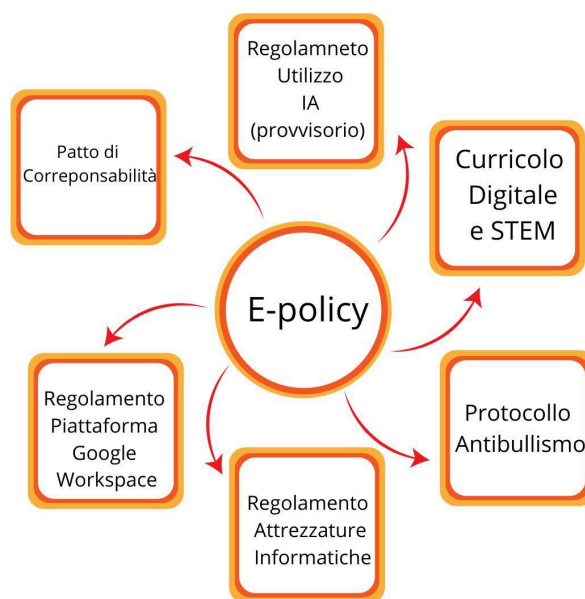 Regolamneto
Utilizzo
IA
(provvisorio)
Patto di
Correponsabilità
Curricolo
Digitale
e STEM
E-policy
Regolamento
Piattaforma
Google
Workspace
Protocollo
Antibullismo
Regolamento
Attrezzature
Informatiche